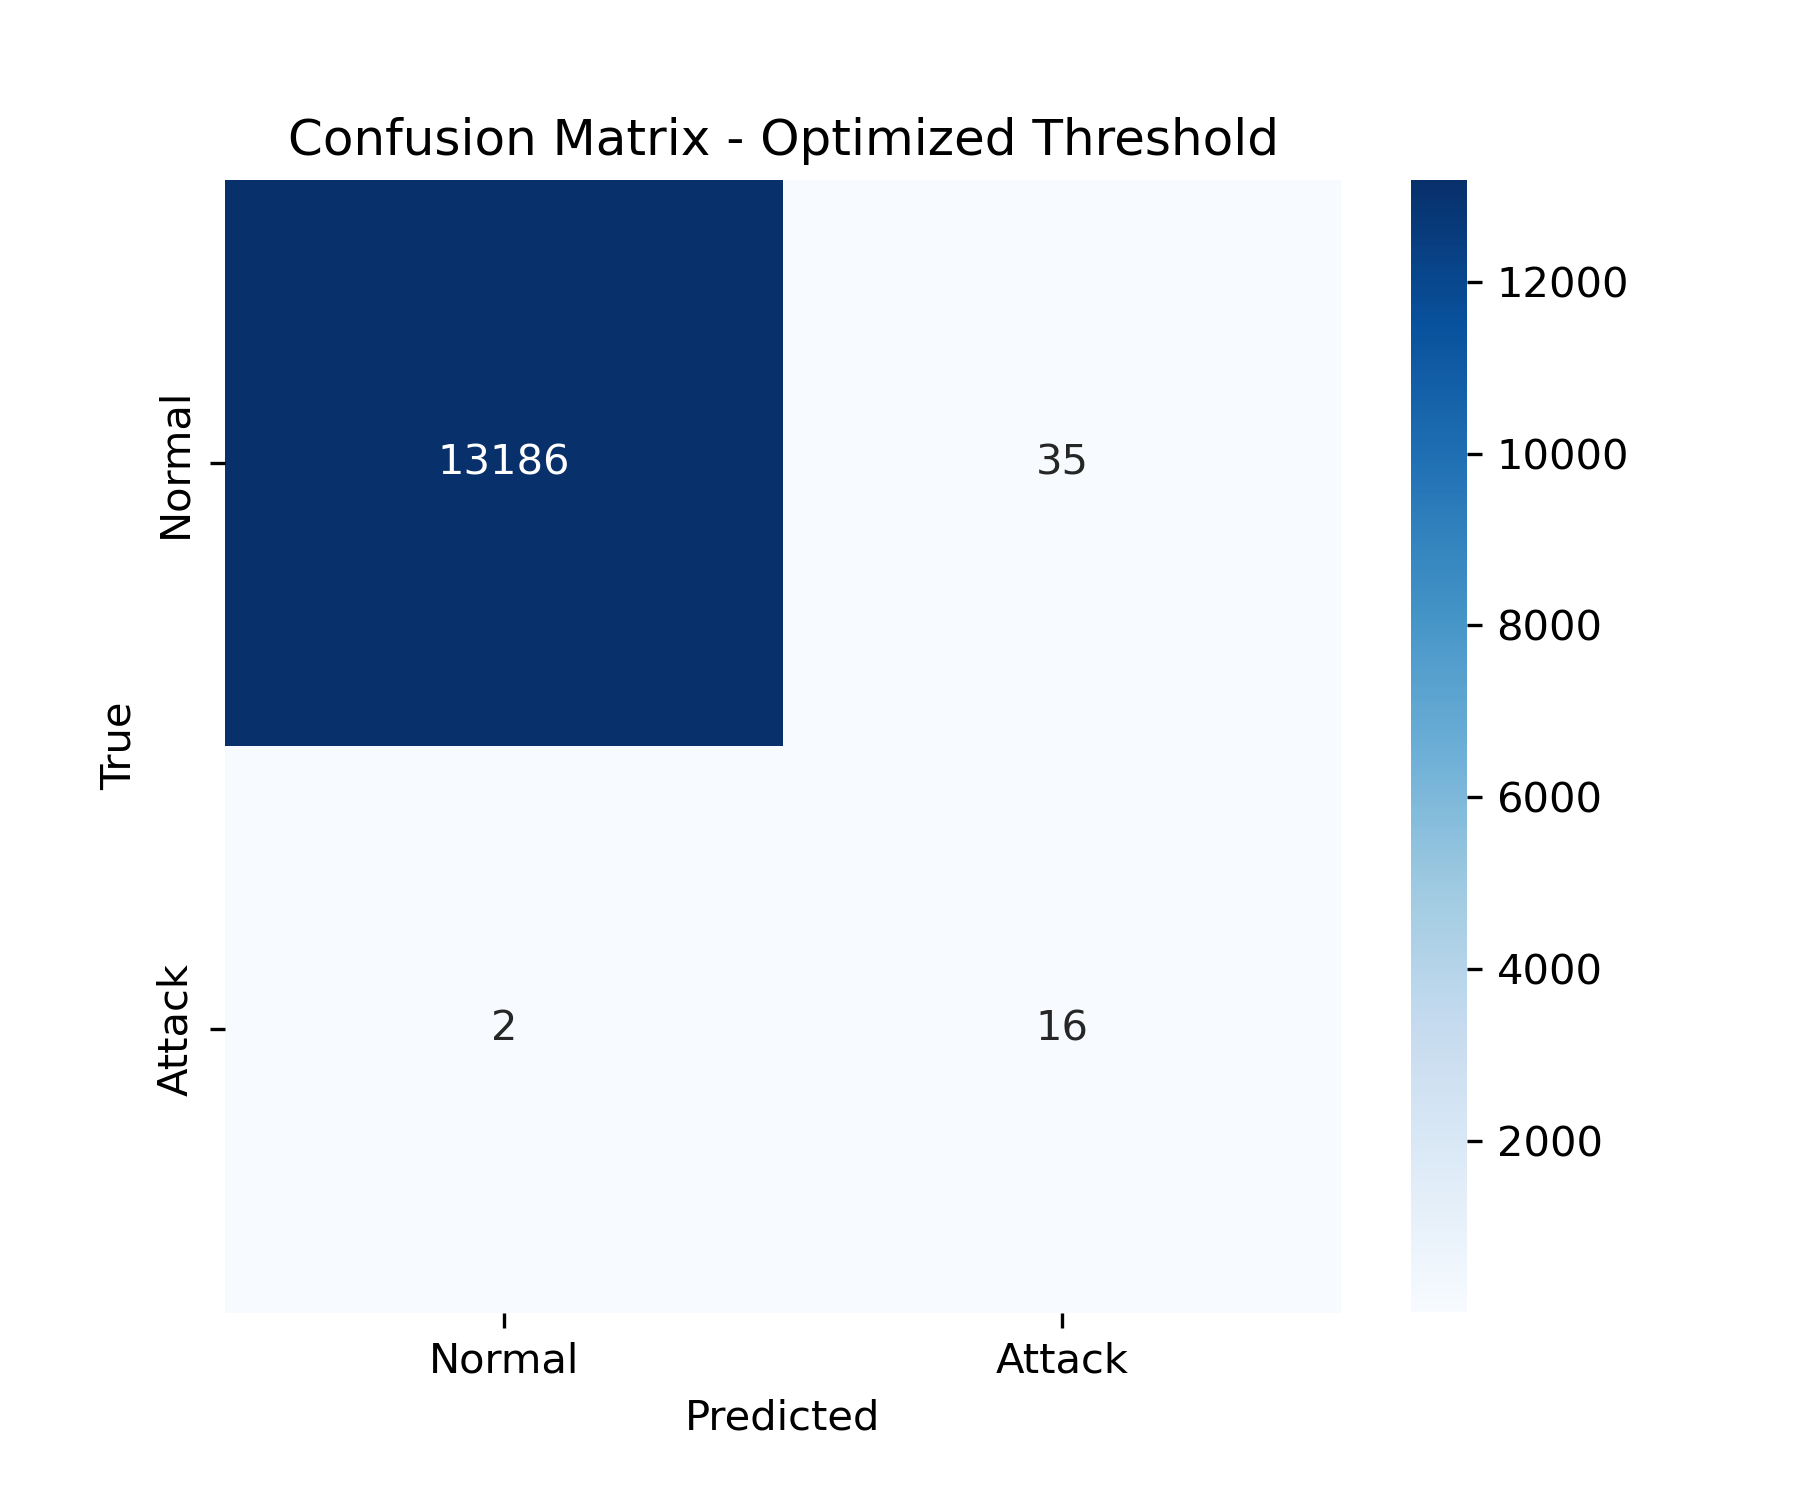 Confusion Matrix - Optimized Threshold
13186
35
2
16
Normal
Attack
True
Normal
Attack
Predicted
12000
10000
8000
6000
4000
2000